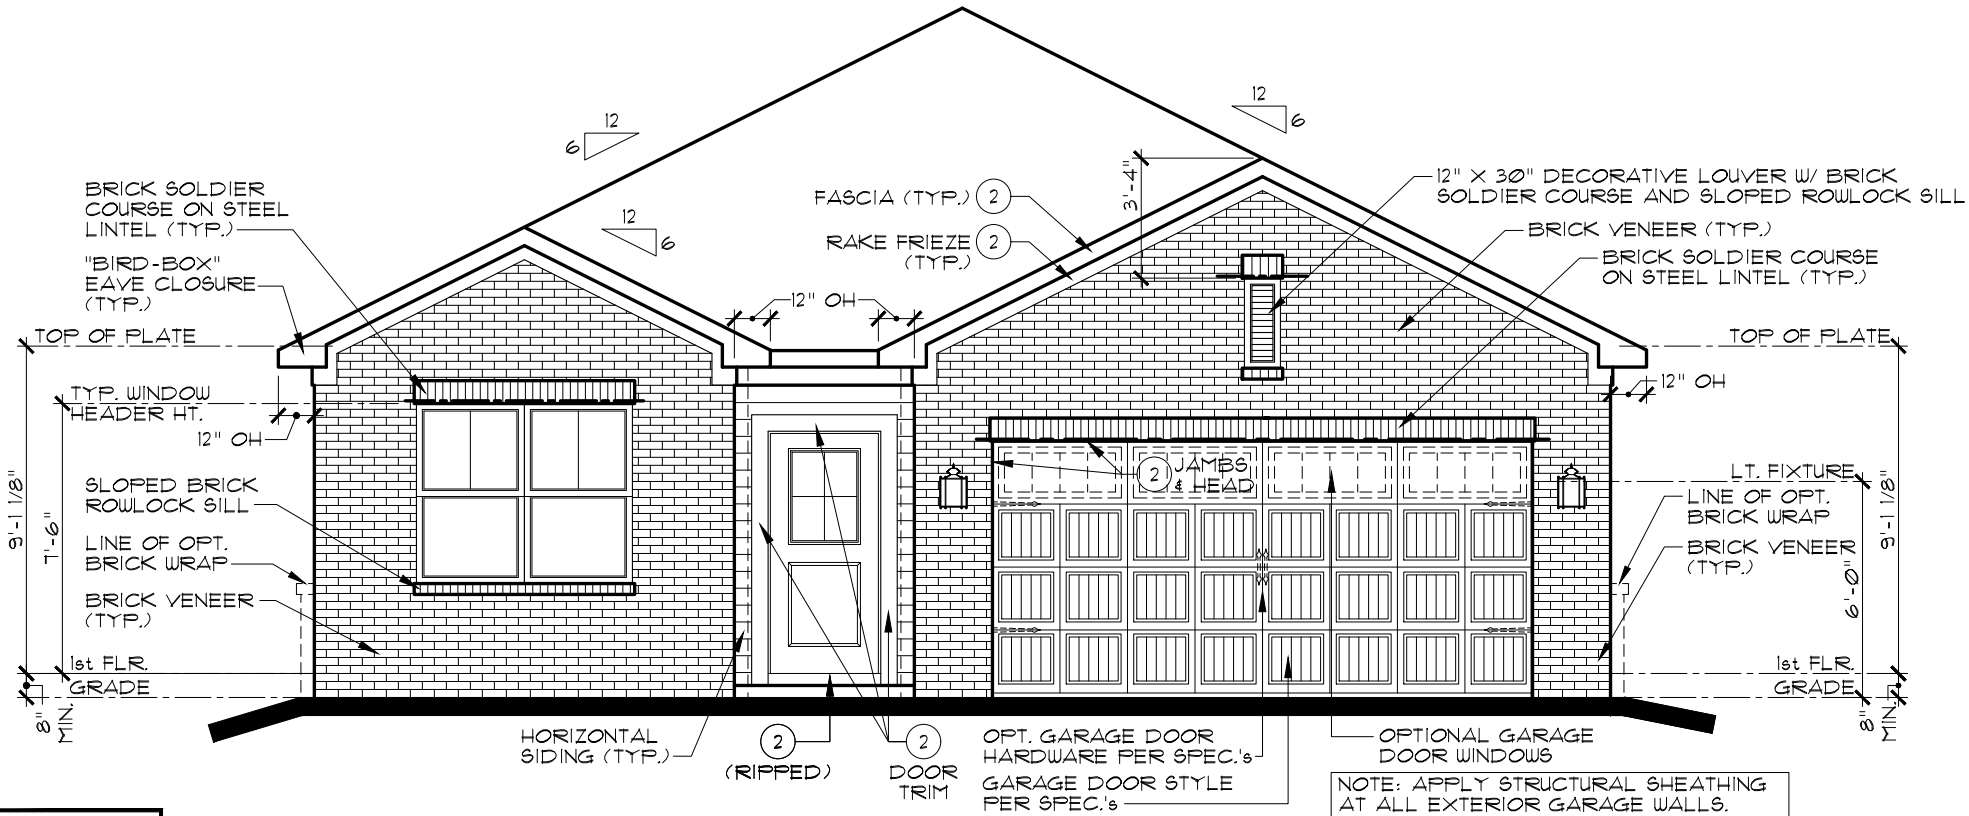 12
6
12
6
12
6
3'-4"
BRICK SOLDIER
COURSE ON STEEL
LINTEL (TYP.)
"BIRD-BOX"
EAVE CLOSURE
(TYP.)
TOP OF PLATE
TYP. WINDOW
HEADER HT.
12" OH
9'-1 1/8"
7'-6"
SLOPED BRICK
ROWLOCK SILL
LINE OF OPT.
BRICK WRAP
BRICK VENEER
(TYP.)
1st FLR.
GRADE
8"
MIN.
FASCIA (TYP.) 2
RAKE FRIEZE 2
(TYP.)
12" OH
12" X 30" DECORATIVE LOUVER W/ BRICK
SOLDIER COURSE AND SLOPED ROWLOCK SILL
BRICK VENEER (TYP.)
BRICK SOLDIER COURSE
ON STEEL LINTEL (TYP.)
TOP OF PLATE
12" OH
2 JAMBS
& HEAD
LT. FIXTURE
LINE OF OPT.
BRICK WRAP
BRICK VENEER
(TYP.)
9'-1 1/8"
6'-0"
1st FLR.
GRADE
8"
MIN.
HORIZONTAL
SIDING (TYP.)
2
(RIPPED)
2
DOOR
TRIM
OPT. GARAGE DOOR
HARDWARE PER SPEC.'s
GARAGE DOOR STYLE
PER SPEC.'s
OPTIONAL GARAGE
DOOR WINDOWS
NOTE: APPLY STRUCTURAL SHEATHING
AT ALL EXTERIOR GARAGE WALLS.